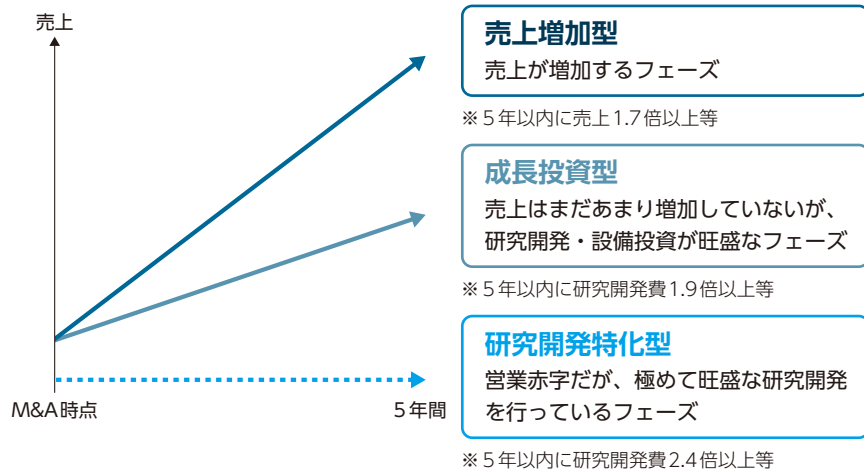 売上
売上増加型
売上が増加するフェーズ
※5年以内に売上1.7倍以上等
成長投資型
売上はまだあまり増加していないが、
研究開発・設備投資が旺盛なフェーズ
※5年以内に研究開発費1.9倍以上等
研究開発特化型
営業赤字だが、極めて旺盛な研究開発
を行っているフェーズ
※5年以内に研究開発費2.4倍以上等
M&A時点
5年間